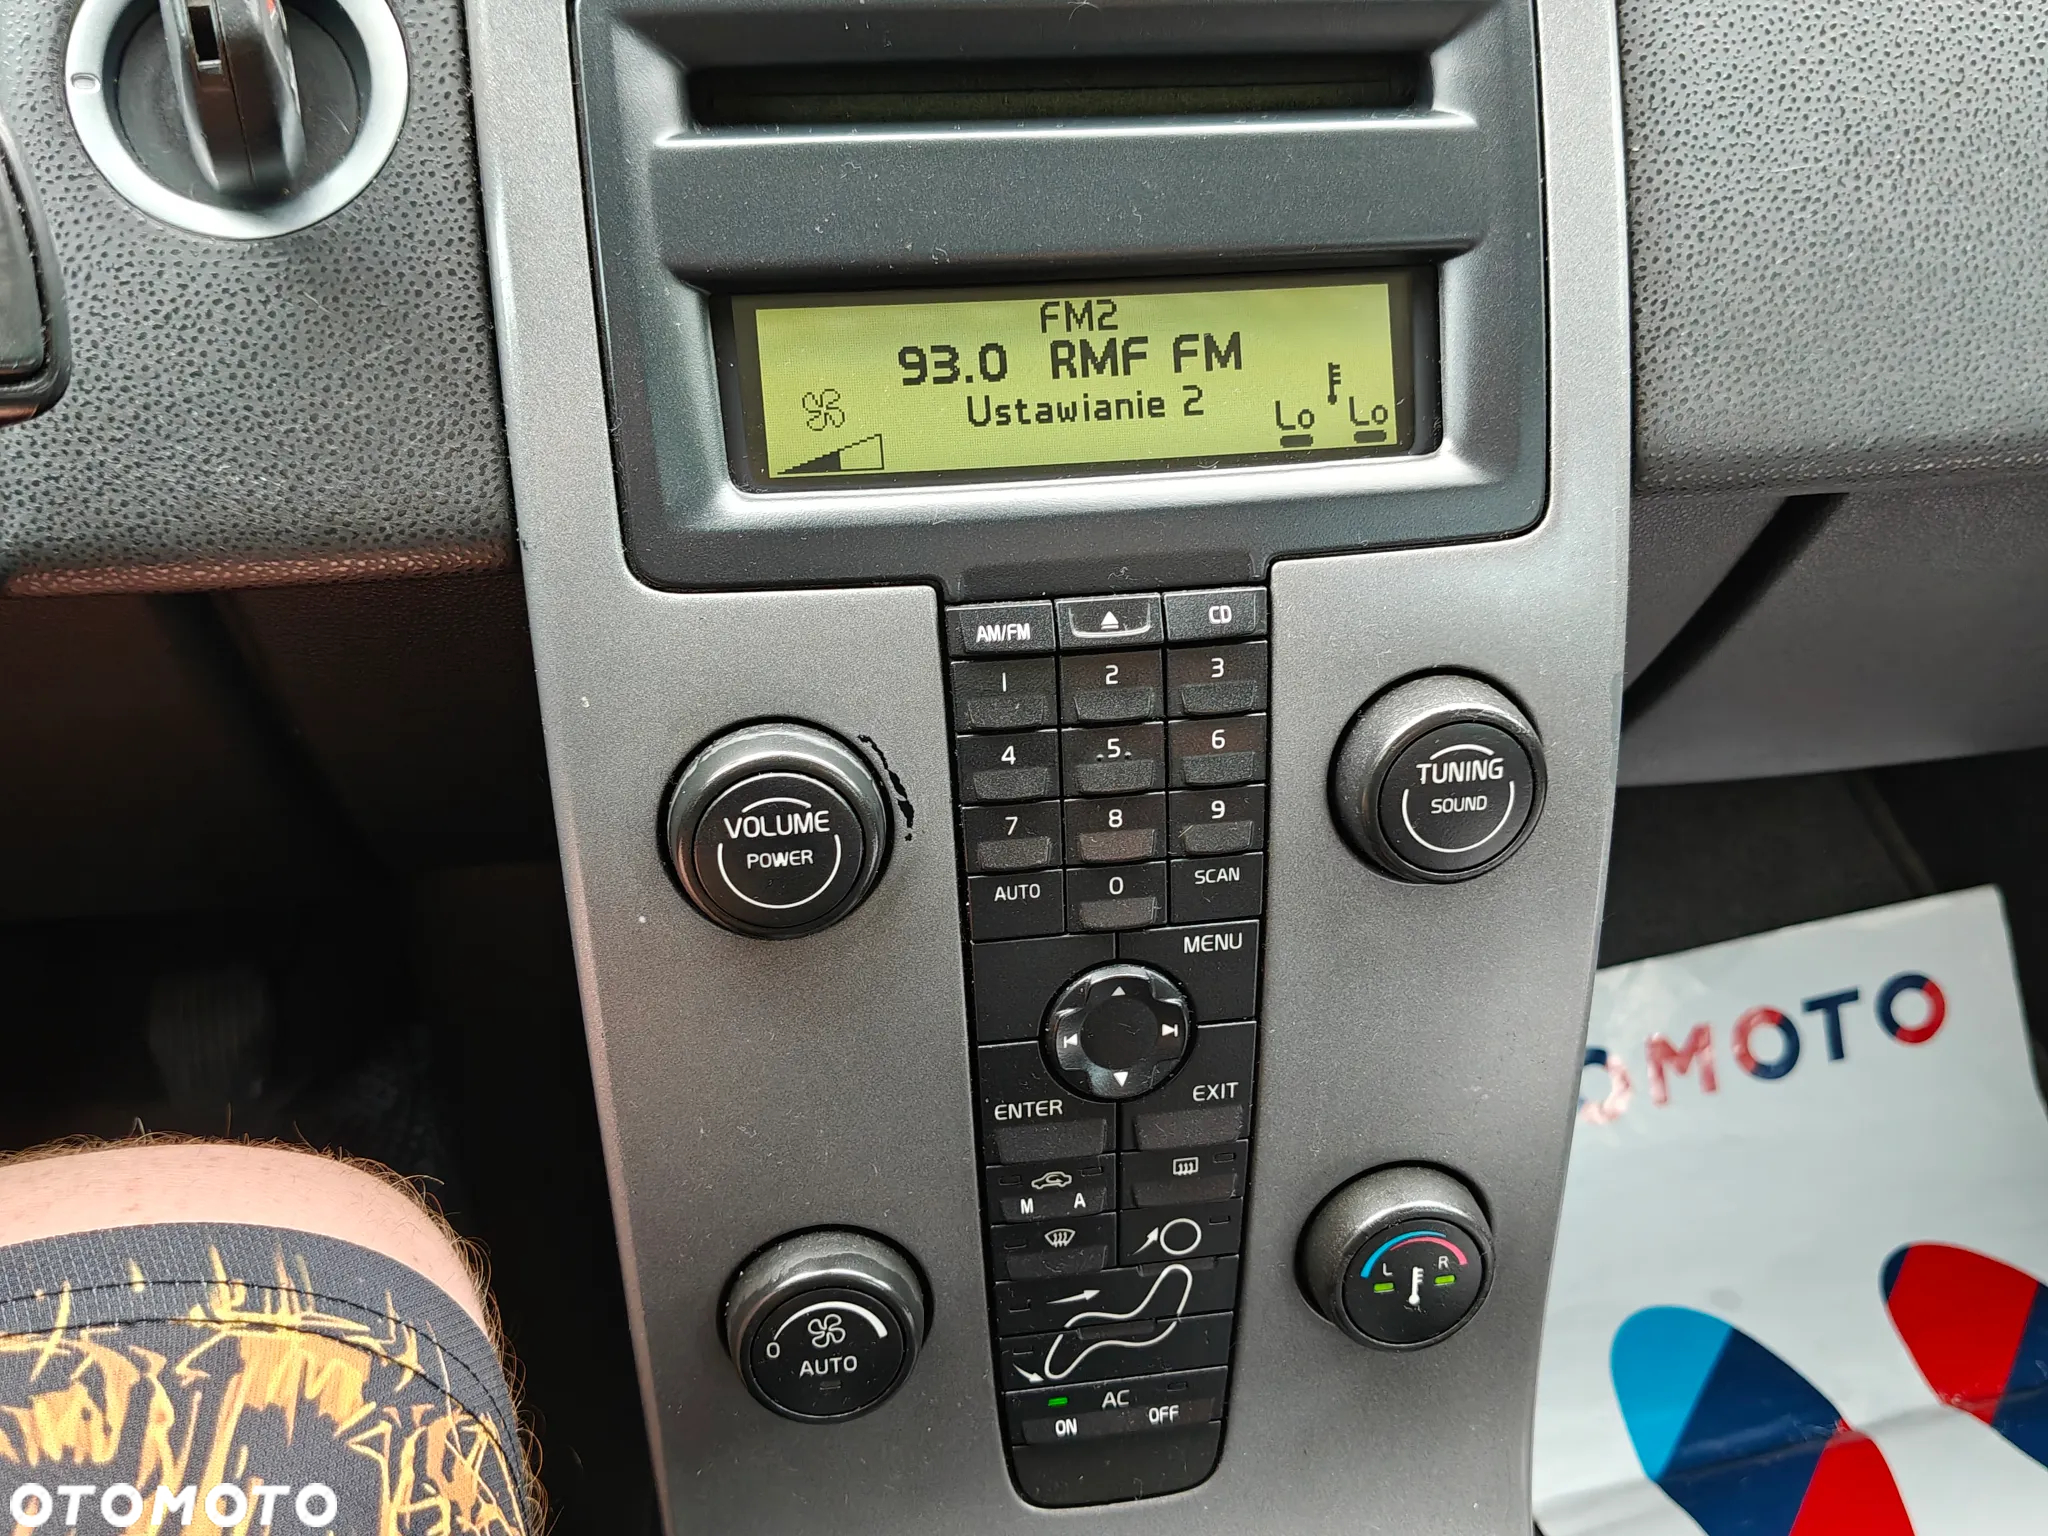 FM2
93.0 RMF FM
Ustawianie 2
Lo Lo
AM/FM CD
1 2 3
4 5 6
7 8 9
AUTO 0 SCAN
VOLUME
POWER
TUNING
SOUND
MENU
ENTER EXIT
M A
0
AUTO
L R
AC
ON OFF
OMOTO
OTOMOTO